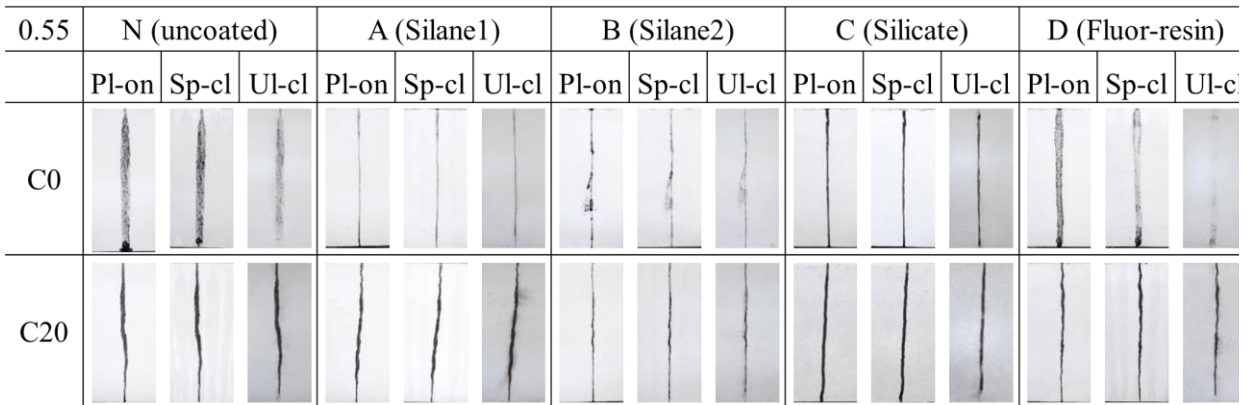 0.55 N (uncoated) A (Silane1) B (Silane2) C (Silicate) D (Fluor-resin)
Pl-on Sp-cl Ul-cl Pl-on Sp-cl Ul-cl Pl-on Sp-cl Ul-cl Pl-on Sp-cl Ul-cl Pl-on Sp-cl Ul-cl
C0
C20